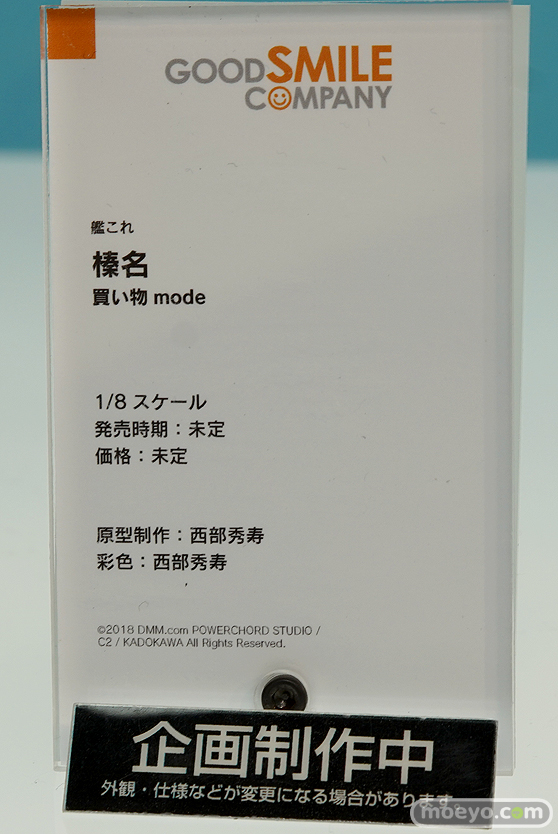 GOODSMILE
COMPANY
艦これ
榛名
買い物 mode
1/8 スケール
発売時期：未定
価格：未定
原型制作：西部秀寿
彩色：西部秀寿
©2018 DMM.com POWERCHORD STUDIO /
C2 / KADOKAWA All Rights Reserved.
企画制作中
外観・仕様などが変更になる場合があります。
moeyo.com